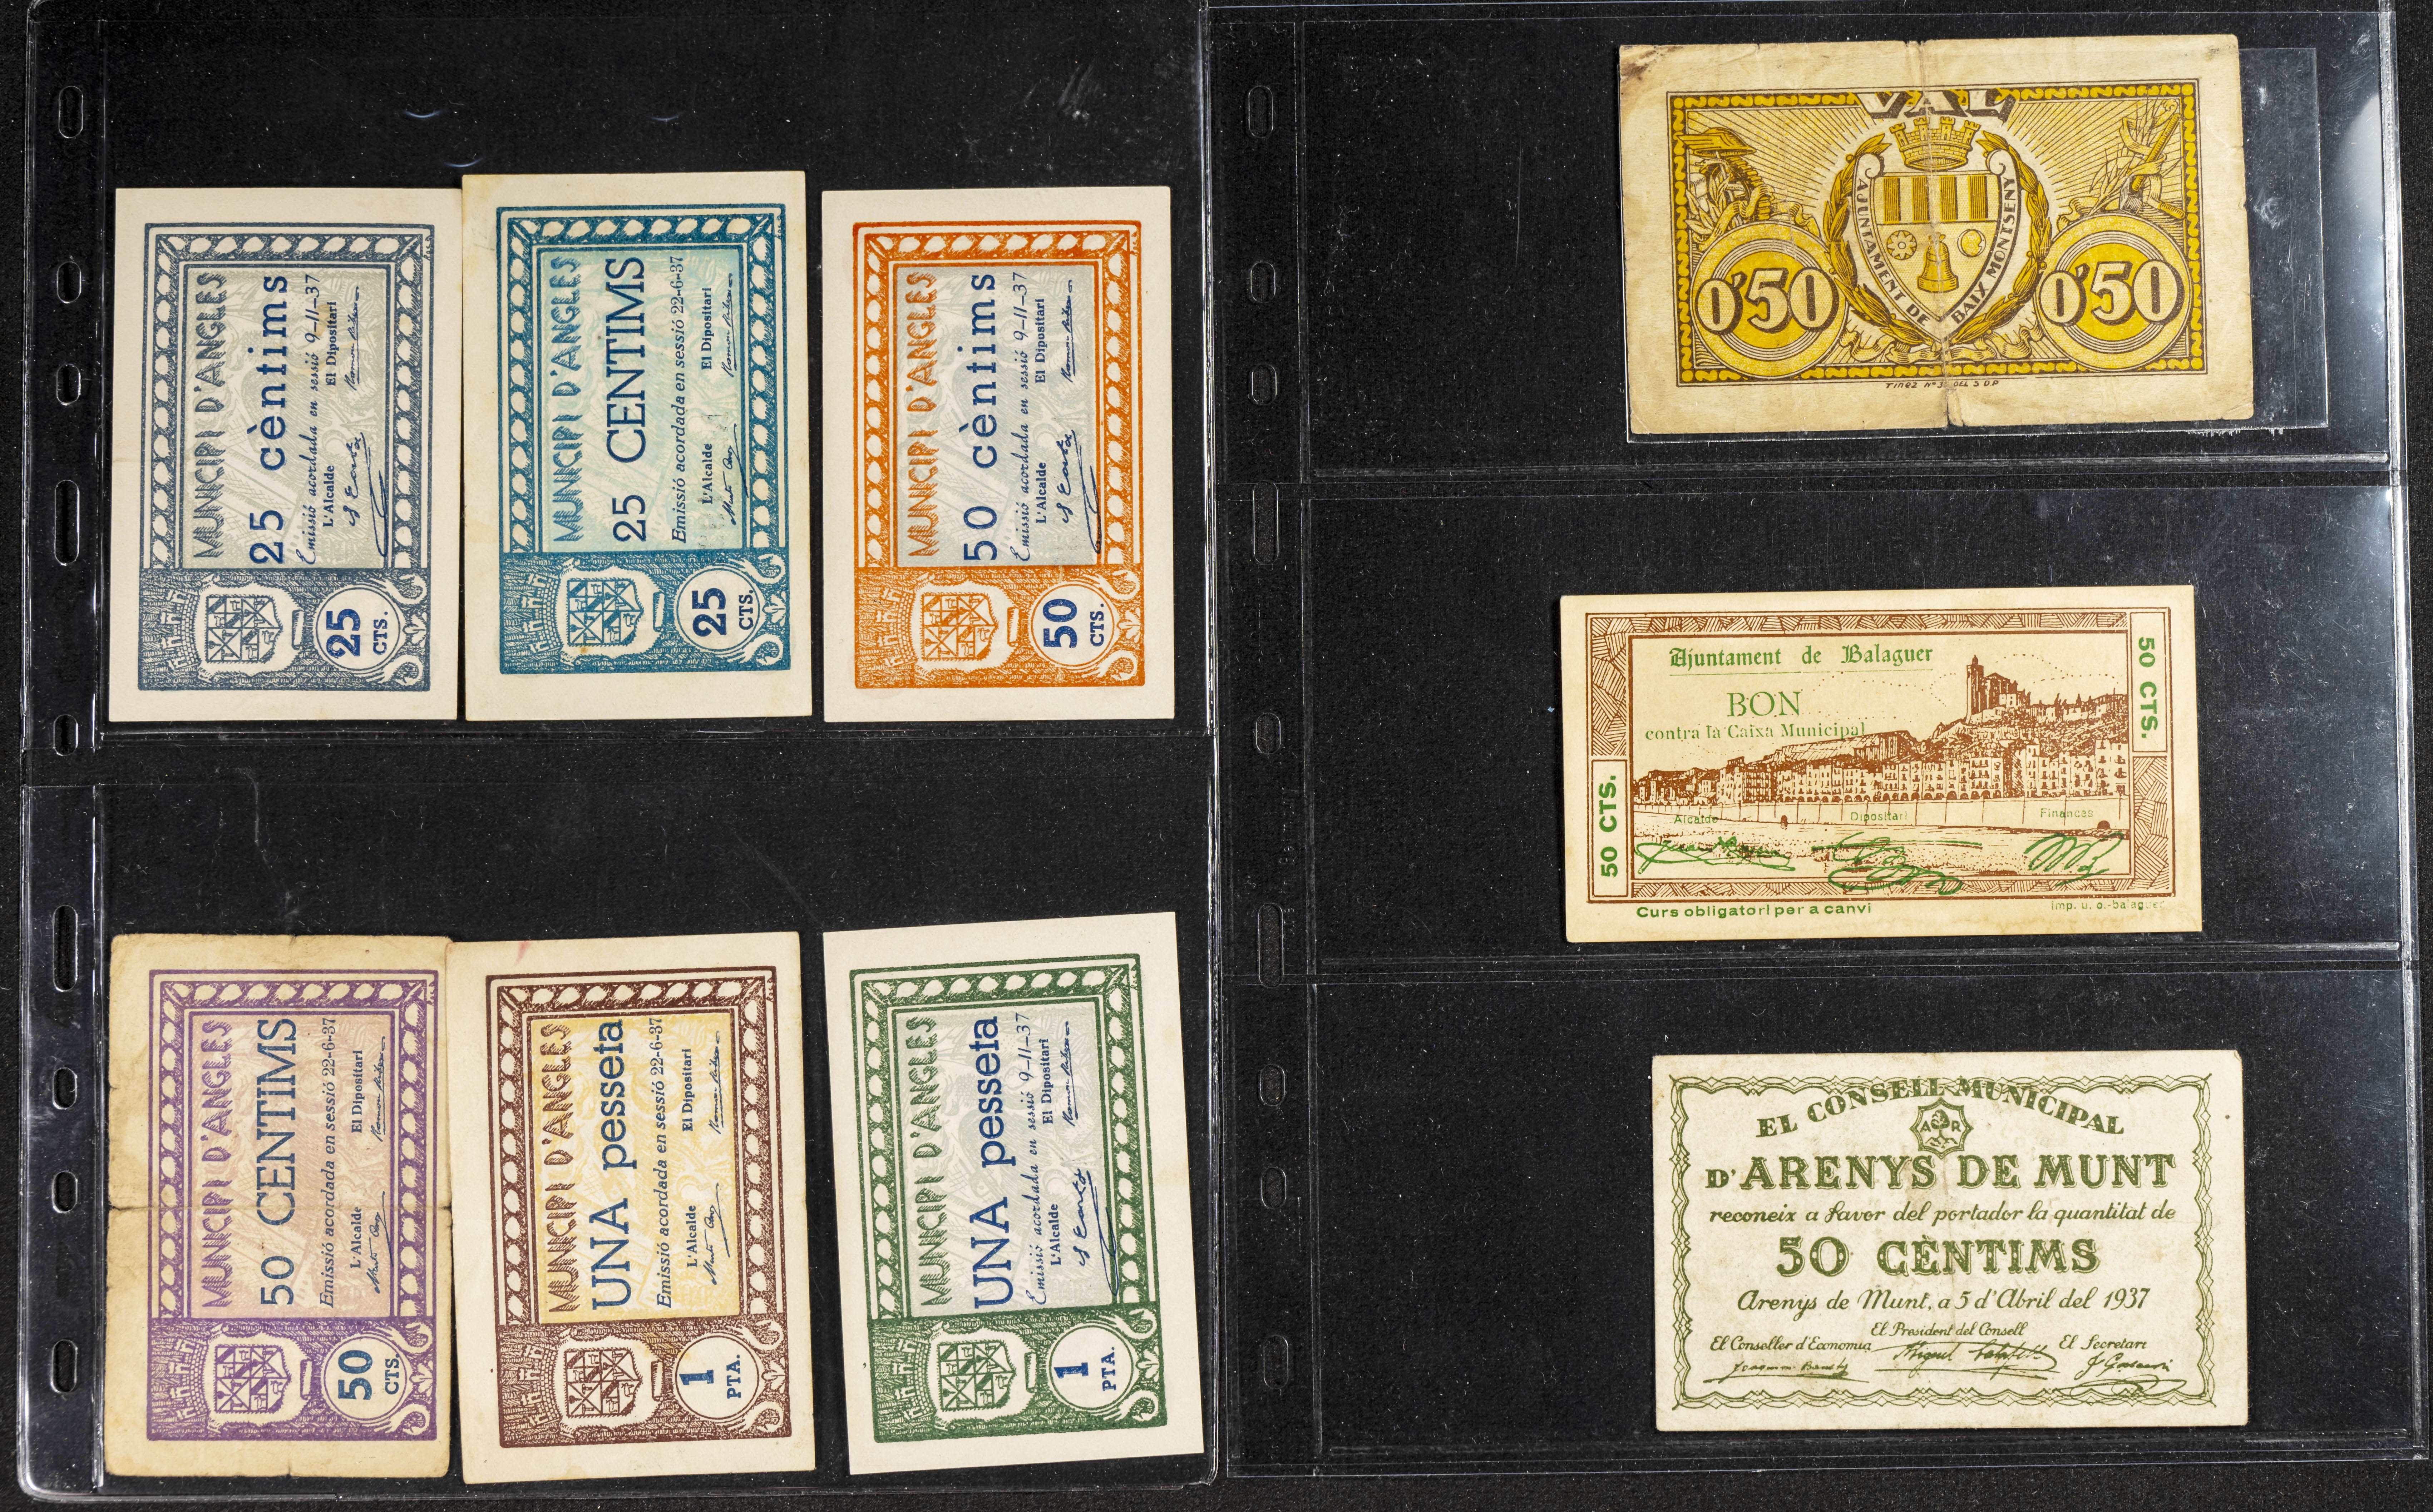 MUNICIPI D'ANGLES
25 cèntims
Emissió acordada en sessió 9-11-37
L'Alcalde El Dipositari
25
CTS.
MUNICIPI D'ANGLES
25 CENTIMS
Emissió acordada en sessió 22-6-37
L'Alcalde El Dipositari
25
CTS.
MUNICIPI D'ANGLES
50 cèntims
Emissió acordada en sessió 9-11-37
L'Alcalde El Dipositari
50
CTS.
MUNICIPI D'ANGLES
50 CENTIMS
Emissió acordada en sessió 22-6-37
L'Alcalde El Dipositari
50
CTS.
MUNICIPI D'ANGLES
UNA pesseta
Emissió acordada en sessió 22-6-37
L'Alcalde El Dipositari
1
PTA.
MUNICIPI D'ANGLES
UNA pesseta
Emissió acordada en sessió 9-11-37
L'Alcalde El Dipositari
1
PTA.
VAL
A
AJUNTAMENT DE BAIX MONTSENY
0'50 0'50
Ajuntament de Balaguer
BON
contra la Caixa Municipal
50 CTS.
50 CTS.
Alcalde Dipositari Finances
Curs obligatori per a canvi
Imp. u. o.-balaguer
EL CONSELL MUNICIPAL
D'ARENYS DE MUNT
reconeix a favor del portador la quantitat de
50 CÈNTIMS
Arenys de Munt, a 5 d'Abril del 1937
El President del Consell
El Conseller d'Economia El Secretari